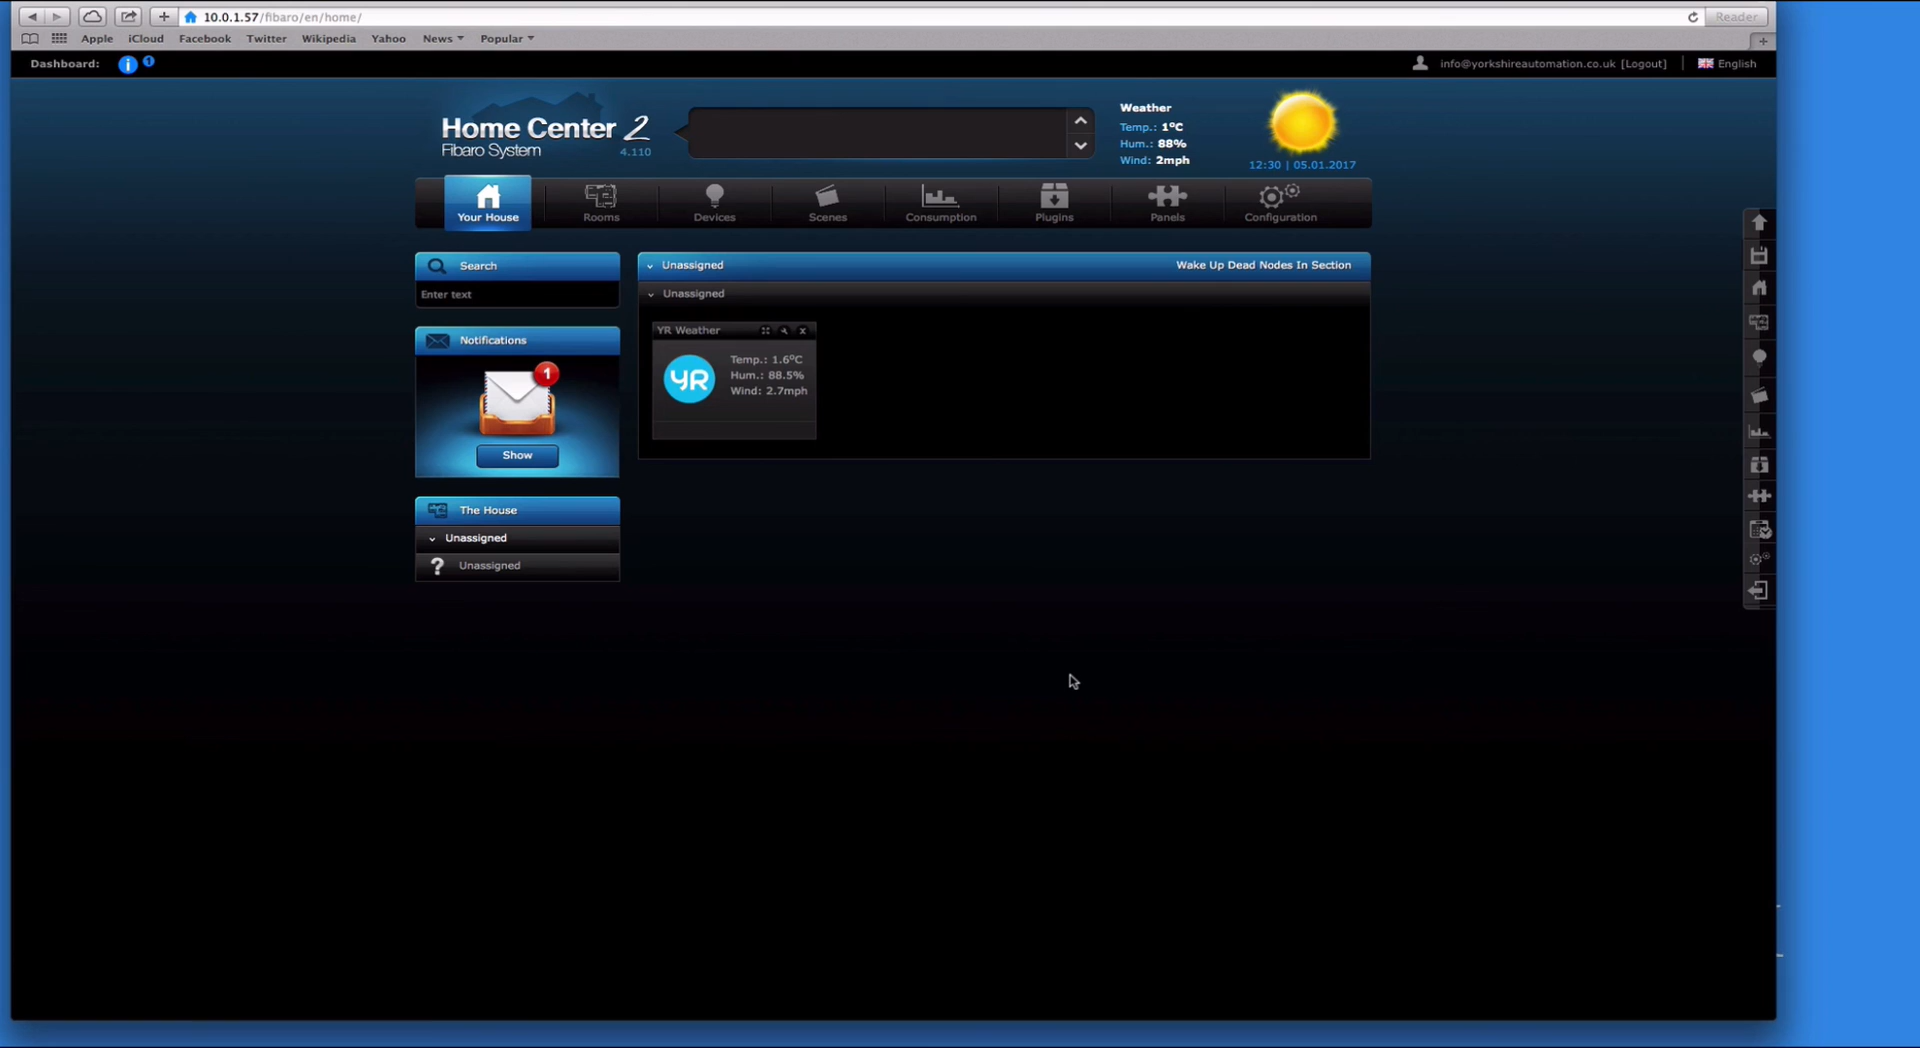 10.0.1.57/fibaro/en/home/
Reader
Apple iCloud Facebook Twitter Wikipedia Yahoo News Popular
Dashboard: i 1
info@yorkshireautomation.co.uk [Logout] English
Home Center 2
Fibaro System 4.110
Weather
Temp.: 1°C
Hum.: 88%
Wind: 2mph
12:30 | 05.01.2017
Your House Rooms Devices Scenes Consumption Plugins Panels Configuration
Search
Enter text
Notifications
1
Show
The House
Unassigned
? Unassigned
Unassigned Wake Up Dead Nodes In Section
Unassigned
YR Weather
YR
Temp.: 1.6°C
Hum.: 88.5%
Wind: 2.7mph